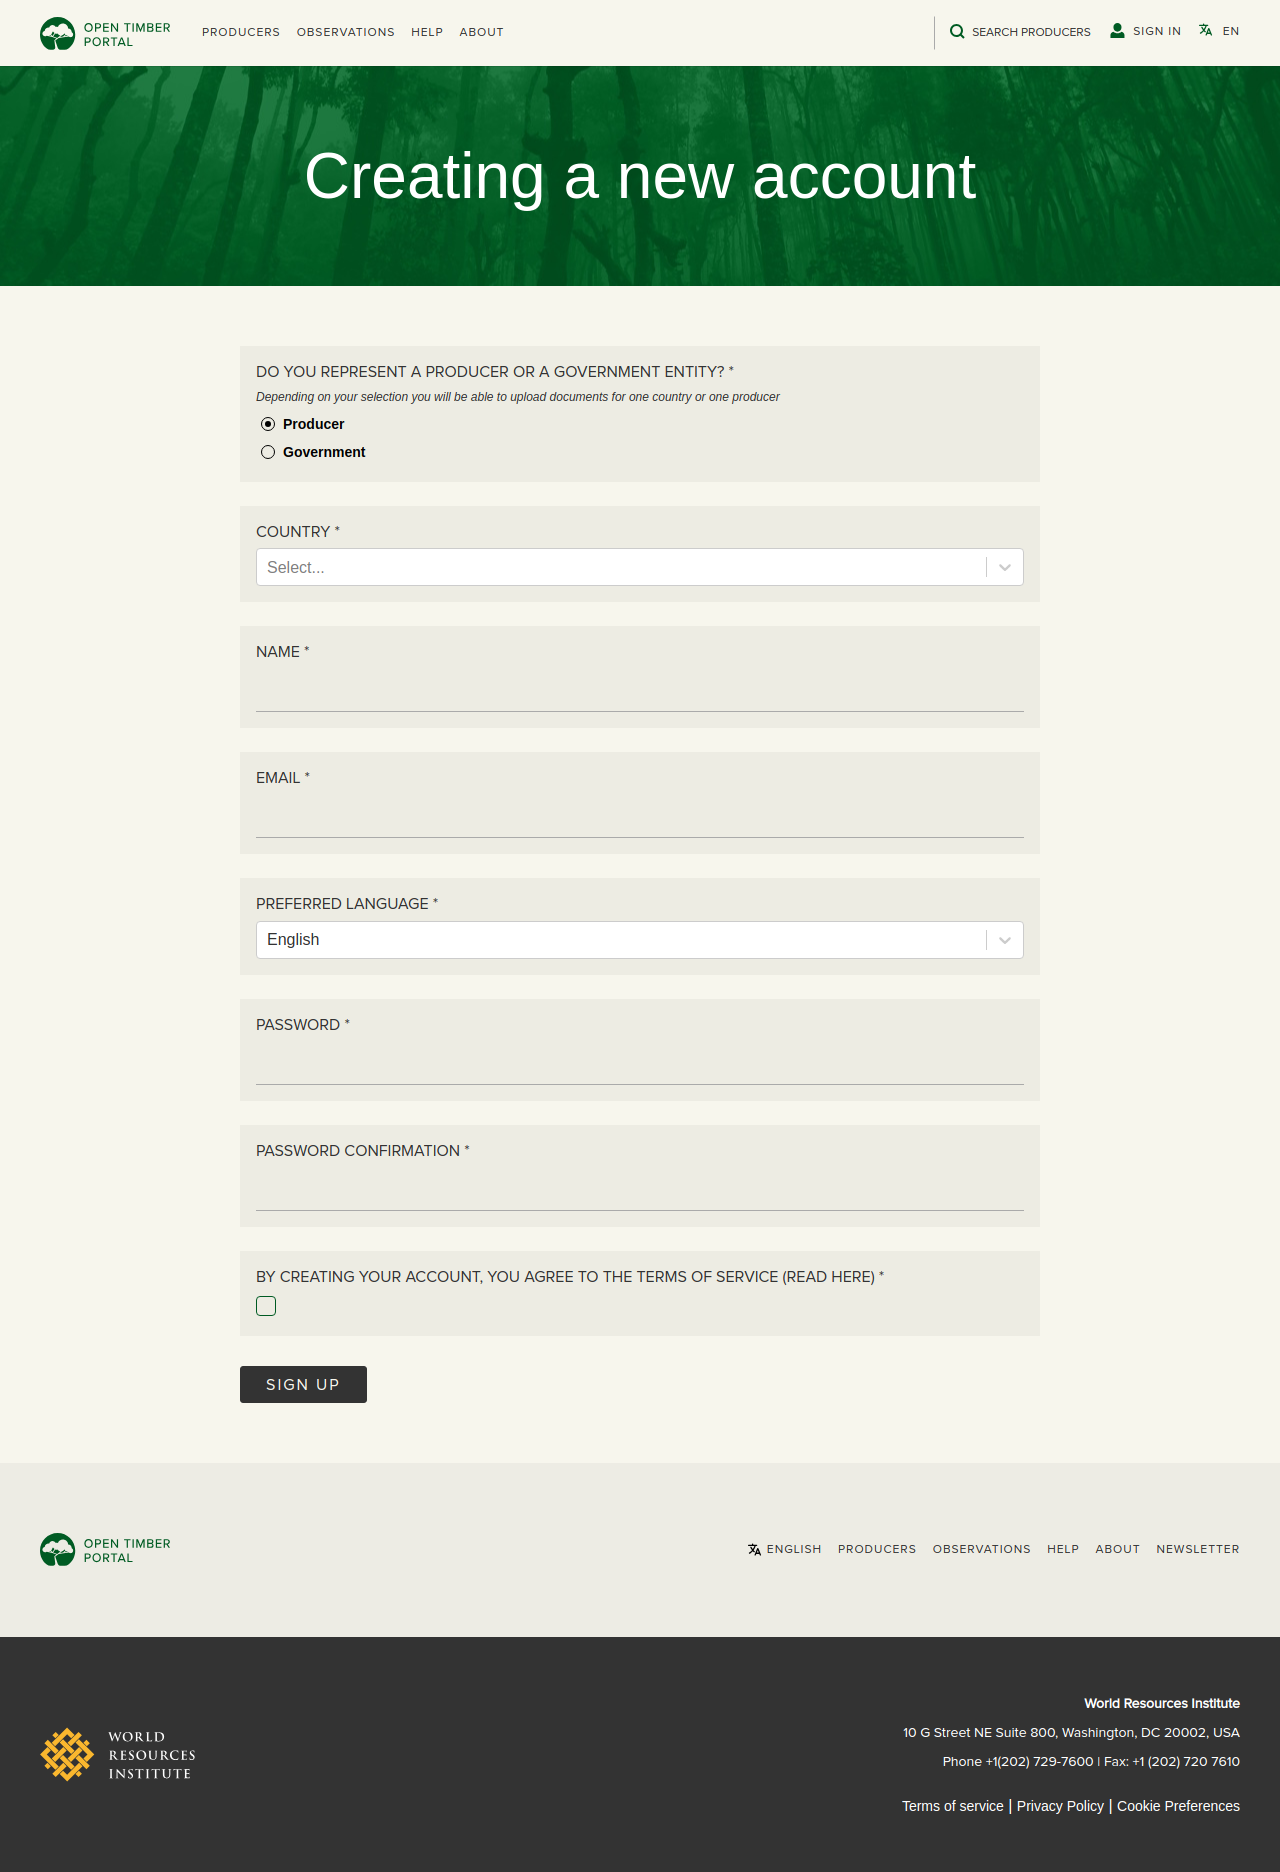 OPEN TIMBER
PORTAL
PRODUCERS OBSERVATIONS HELP ABOUT
SEARCH PRODUCERS SIGN IN EN
Creating a new account
DO YOU REPRESENT A PRODUCER OR A GOVERNMENT ENTITY? *
Depending on your selection you will be able to upload documents for one country or one producer
Producer
Government
COUNTRY *
Select...
NAME *
EMAIL *
PREFERRED LANGUAGE *
English
PASSWORD *
PASSWORD CONFIRMATION *
BY CREATING YOUR ACCOUNT, YOU AGREE TO THE TERMS OF SERVICE (READ HERE) *
SIGN UP
OPEN TIMBER
PORTAL
ENGLISH PRODUCERS OBSERVATIONS HELP ABOUT NEWSLETTER
WORLD
RESOURCES
INSTITUTE
World Resources Institute
10 G Street NE Suite 800, Washington, DC 20002, USA
Phone +1(202) 729-7600 | Fax: +1 (202) 720 7610
Terms of service | Privacy Policy | Cookie Preferences